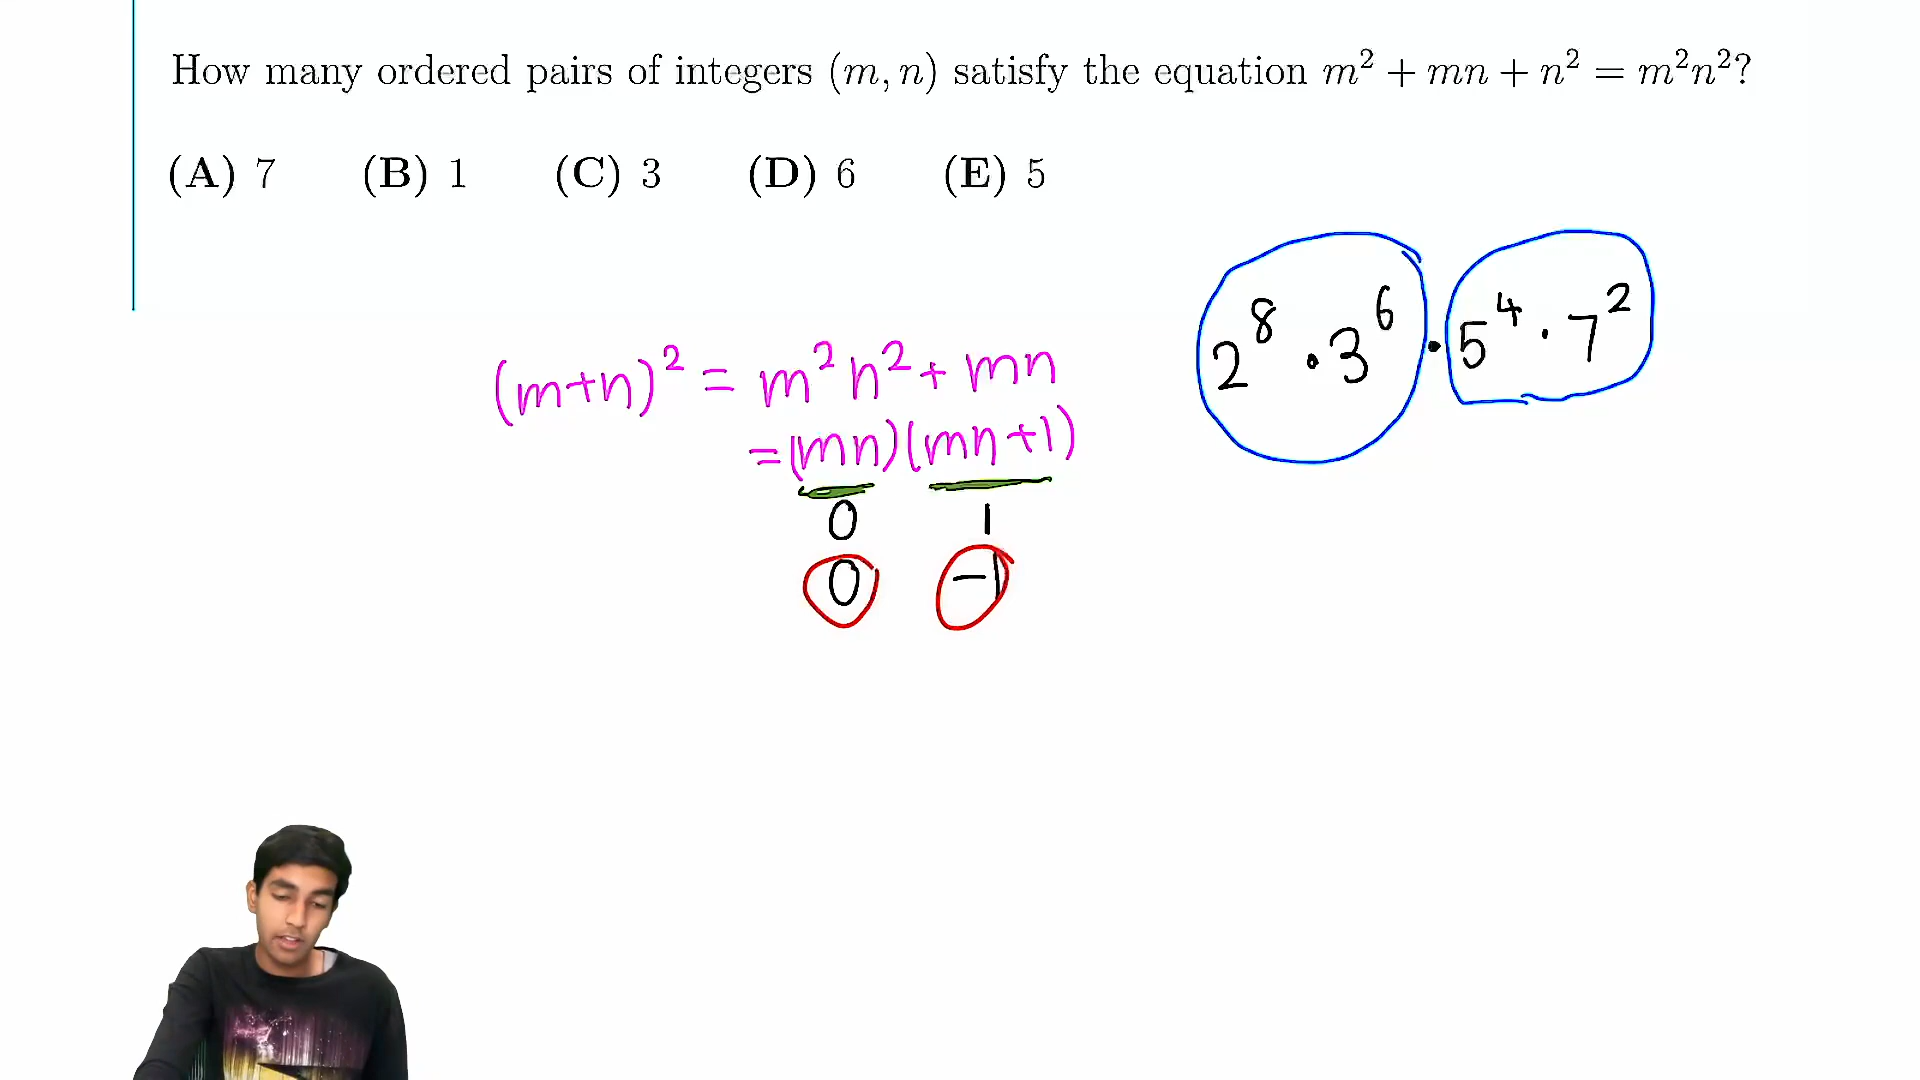 How many ordered pairs of integers (m, n) satisfy the equation m² + mn + n² = m²n²?
(A) 7 (B) 1 (C) 3 (D) 6 (E) 5
2⁸ · 3⁶ · 5⁴ · 7²
(m+n)² = m²n² + mn
= (mn)(mn+1)
0 1
0 -1